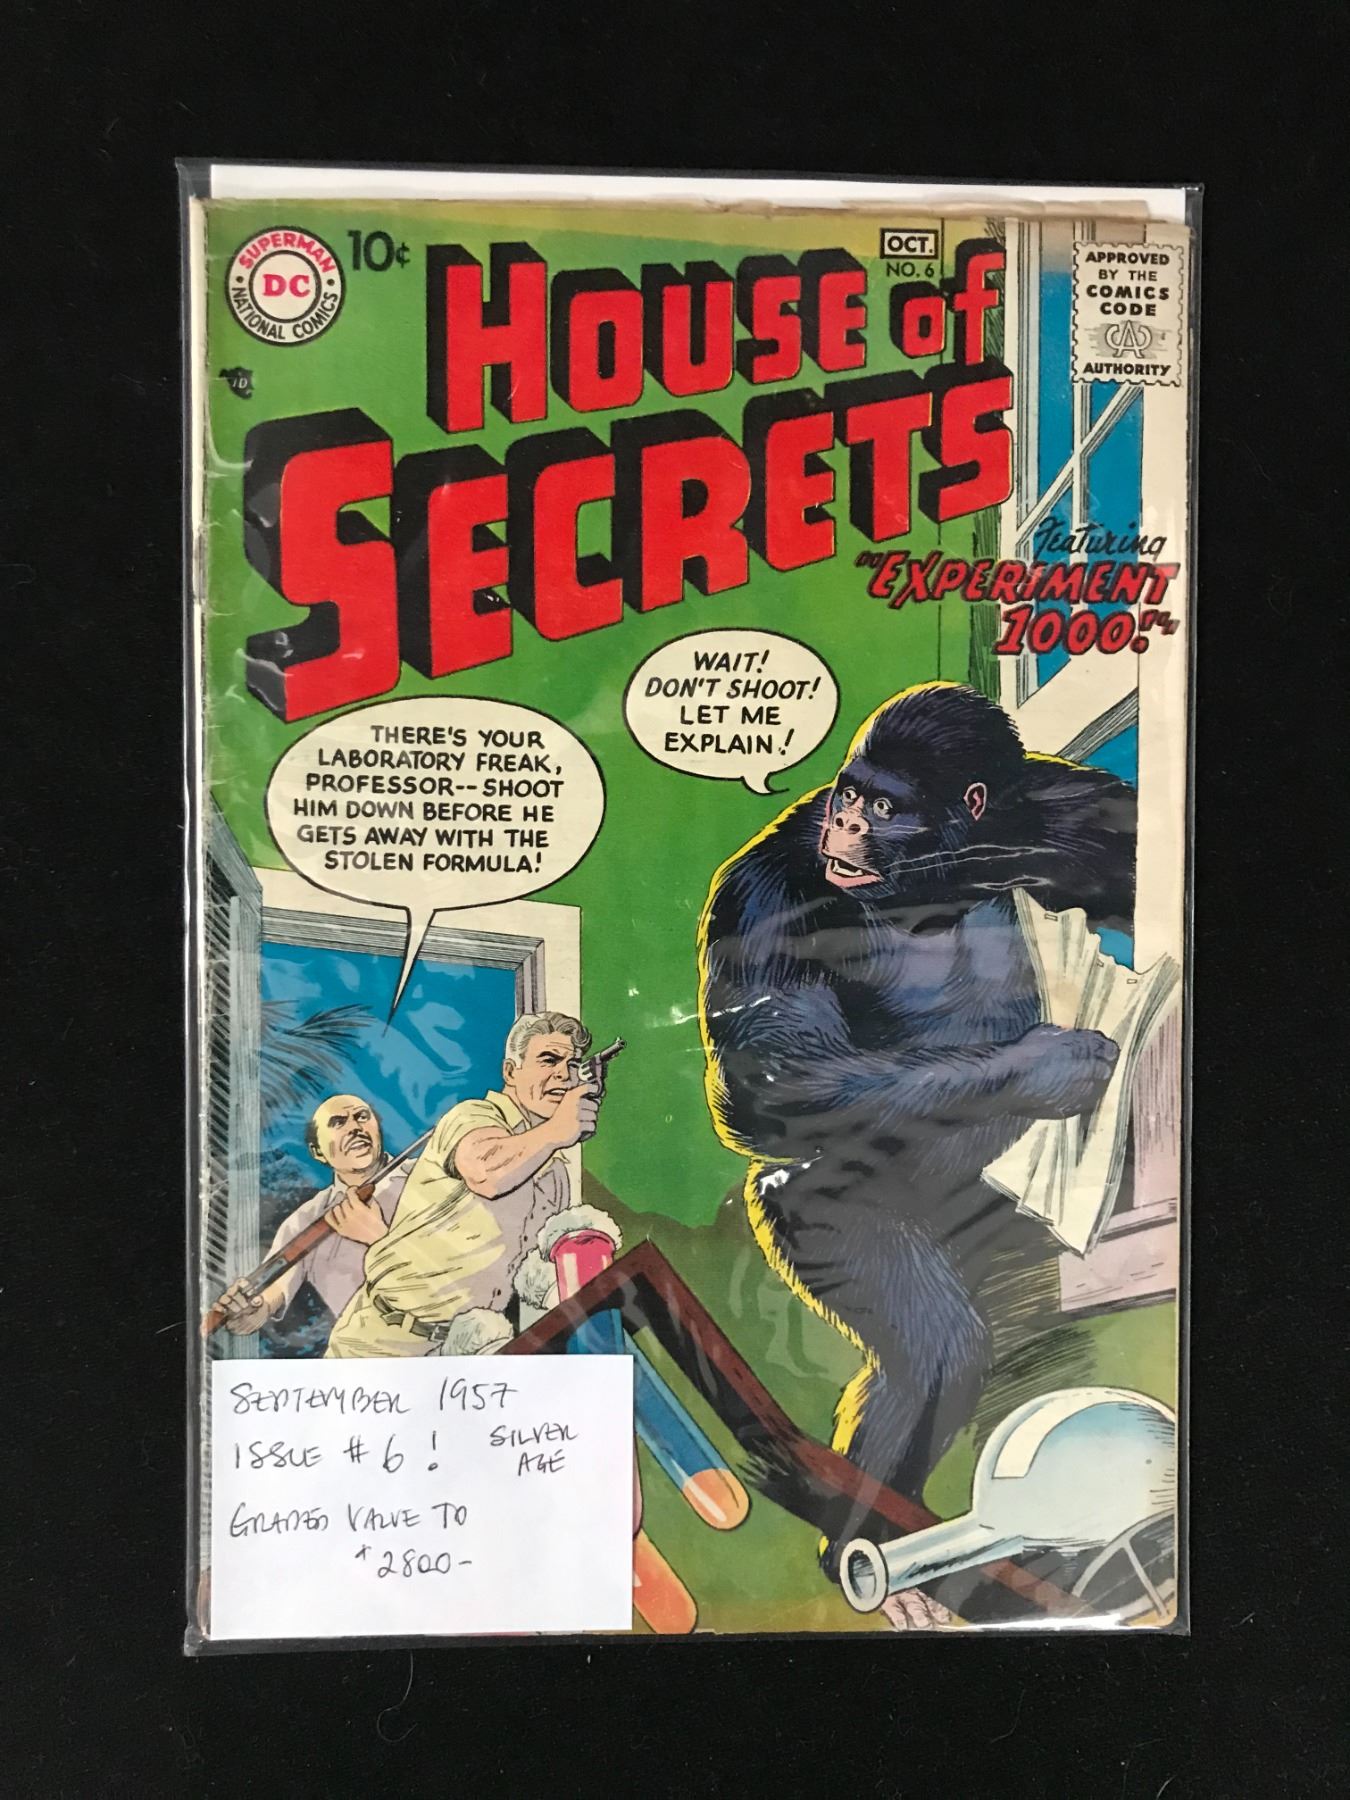 SUPERMAN
DC
NATIONAL COMICS
10¢
OCT.
NO. 6
HOUSE of
SECRETS
APPROVED
BY THE
COMICS
CODE
CA
AUTHORITY
Featuring
"EXPERIMENT
1000!"
WAIT!
DON'T SHOOT!
LET ME
EXPLAIN!
THERE'S YOUR
LABORATORY FREAK,
PROFESSOR-- SHOOT
HIM DOWN BEFORE HE
GETS AWAY WITH THE
STOLEN FORMULA!
SEPTEMBER 1957
ISSUE # 6 !
SILVER
AGE
GRADED VALUE TO
$2800-